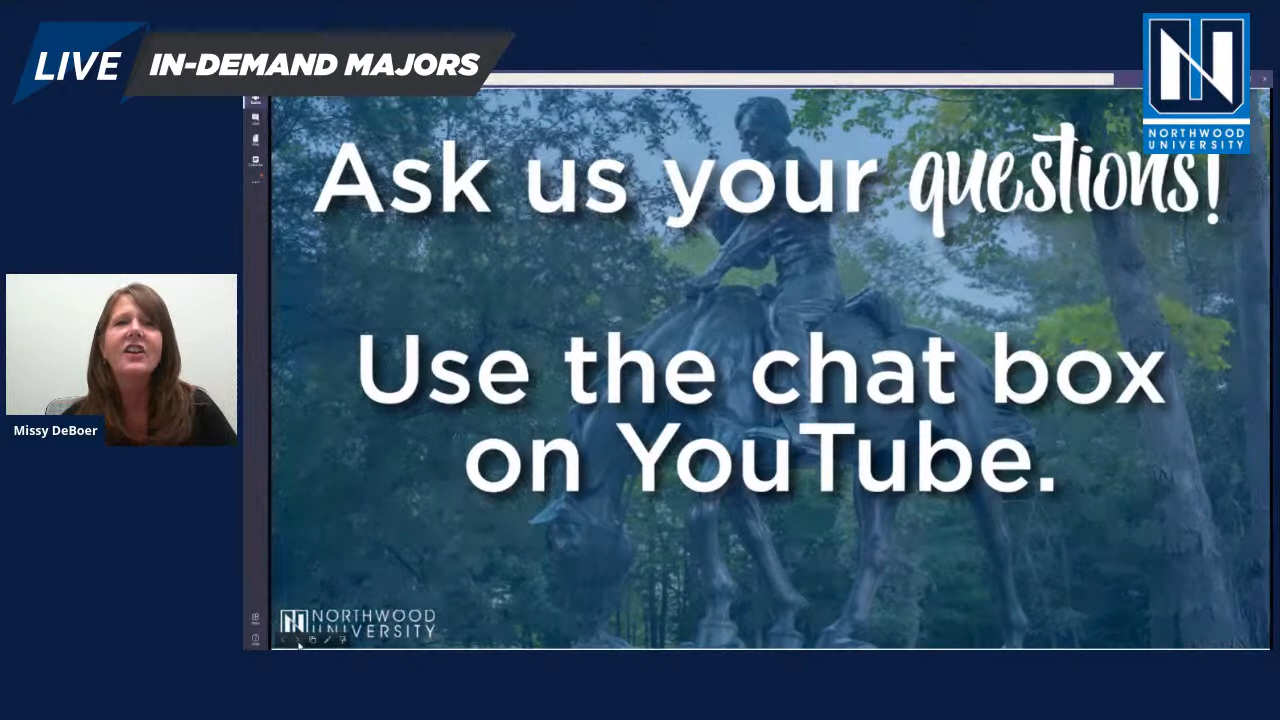 LIVE
IN-DEMAND MAJORS
NORTHWOOD
UNIVERSITY
Ask us your questions!
Use the chat box
on YouTube.
Missy DeBoer
NORTHWOOD
UNIVERSITY